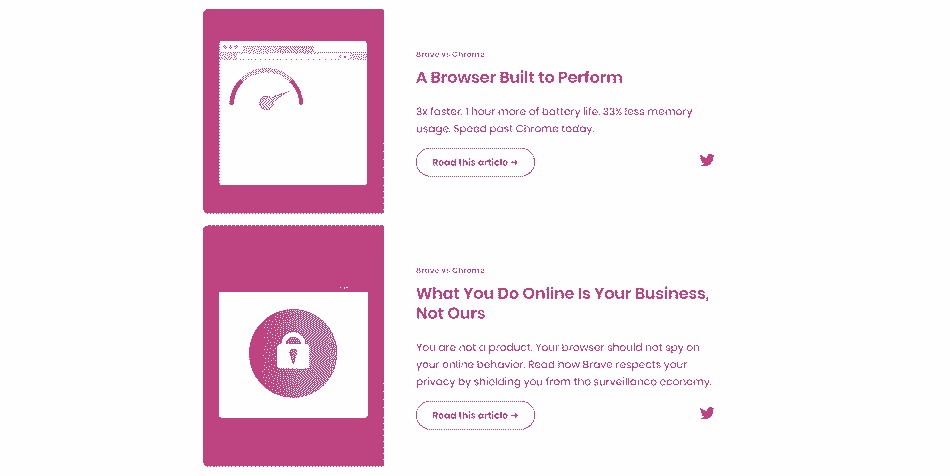 Brave vs Chrome
A Browser Built to Perform
3x faster. 1 hour more of battery life. 33% less memory
usage. Speed past Chrome today.
Read this article →
Brave vs Chrome
What You Do Online Is Your Business,
Not Ours
You are not a product. Your browser should not spy on
your online behavior. Read how Brave respects your
privacy by shielding you from the surveillance economy.
Read this article →